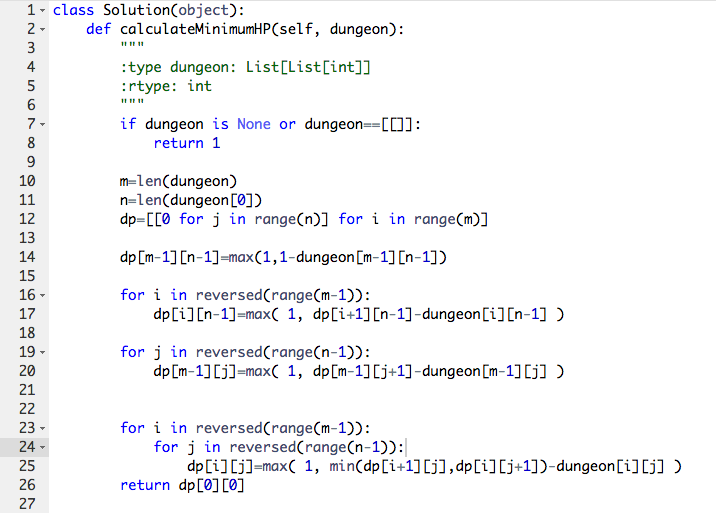 1 class Solution(object):
2     def calculateMinimumHP(self, dungeon):
3         """
4         :type dungeon: List[List[int]]
5         :rtype: int
6         """
7         if dungeon is None or dungeon==[[]]:
8             return 1
9
10         m=len(dungeon)
11         n=len(dungeon[0])
12         dp=[[0 for j in range(n)] for i in range(m)]
13
14         dp[m-1][n-1]=max(1,1-dungeon[m-1][n-1])
15
16         for i in reversed(range(m-1)):
17             dp[i][n-1]=max( 1, dp[i+1][n-1]-dungeon[i][n-1] )
18
19         for j in reversed(range(n-1)):
20             dp[m-1][j]=max( 1, dp[m-1][j+1]-dungeon[m-1][j] )
21
22
23         for i in reversed(range(m-1)):
24             for j in reversed(range(n-1)):
25                 dp[i][j]=max( 1, min(dp[i+1][j],dp[i][j+1])-dungeon[i][j] )
26         return dp[0][0]
27